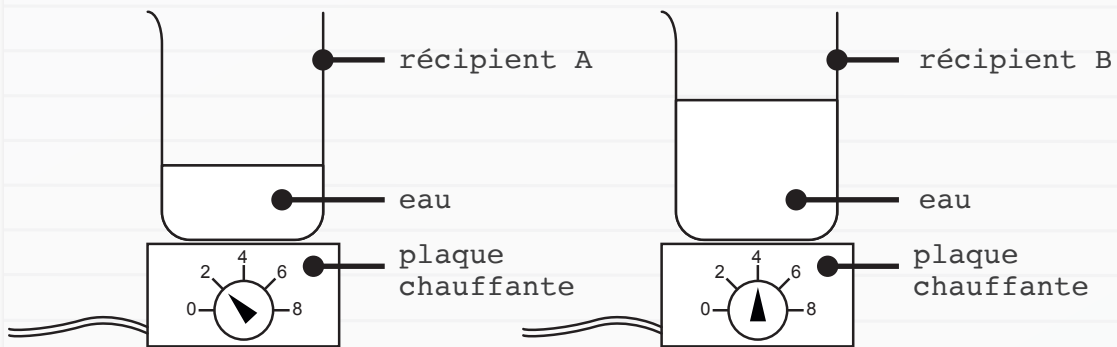 récipient A
eau
plaque
chauffante
0 2 4 6 8
récipient B
eau
plaque
chauffante
0 2 4 6 8